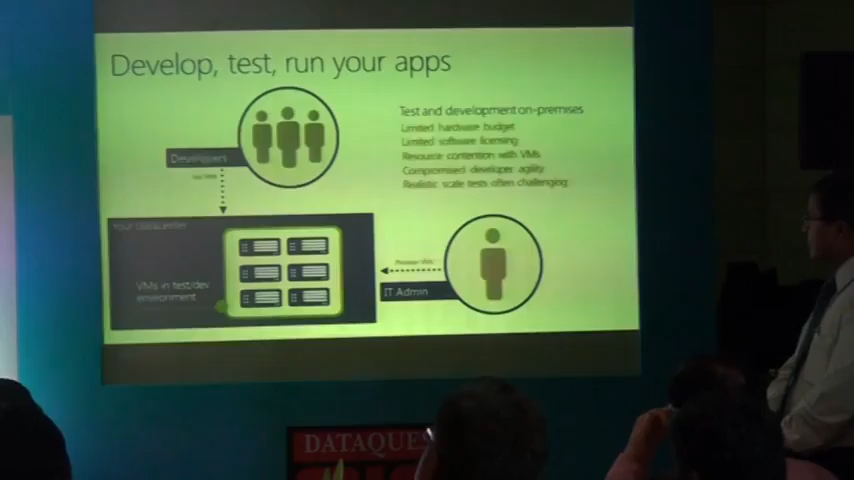 Develop, test, run your apps
Test and development on-premises
Limited hardware budget
Limited software licensing
Resource contention with VMs
Compromised developer agility
Realistic scale tests often challenging
Developers
Your datacenter
VMs in test/dev
environment
IT Admin
DATAQUES